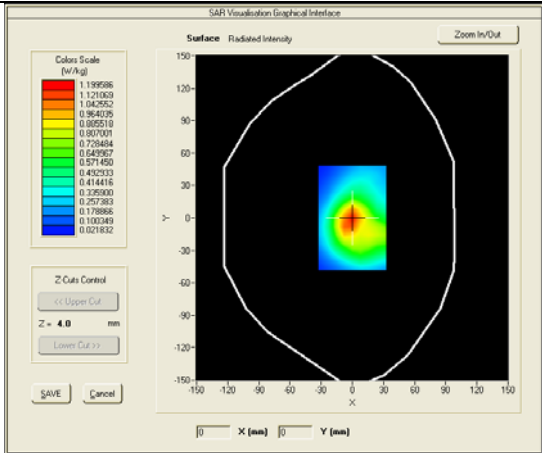 SAR Visualisation Graphical Interface
Surface Radiated Intensity
Zoom In/Out
Colors Scale
(W/kg)
1.199586
1.121069
1.042552
0.964035
0.885518
0.807001
0.728484
0.649967
0.571450
0.492933
0.414416
0.335900
0.257383
0.178866
0.100349
0.021832
Z-Cuts Control
<< Upper Cut
Z = 4.0 mm
Lower Cut >>
SAVE Cancel
150-
120-
90-
60-
30-
0-
-30-
-60-
-90-
-120-
-150-
Y
-150 -120 -90 -60 -30 0 30 60 90 120 150
X
0 X (mm) 0 Y (mm)